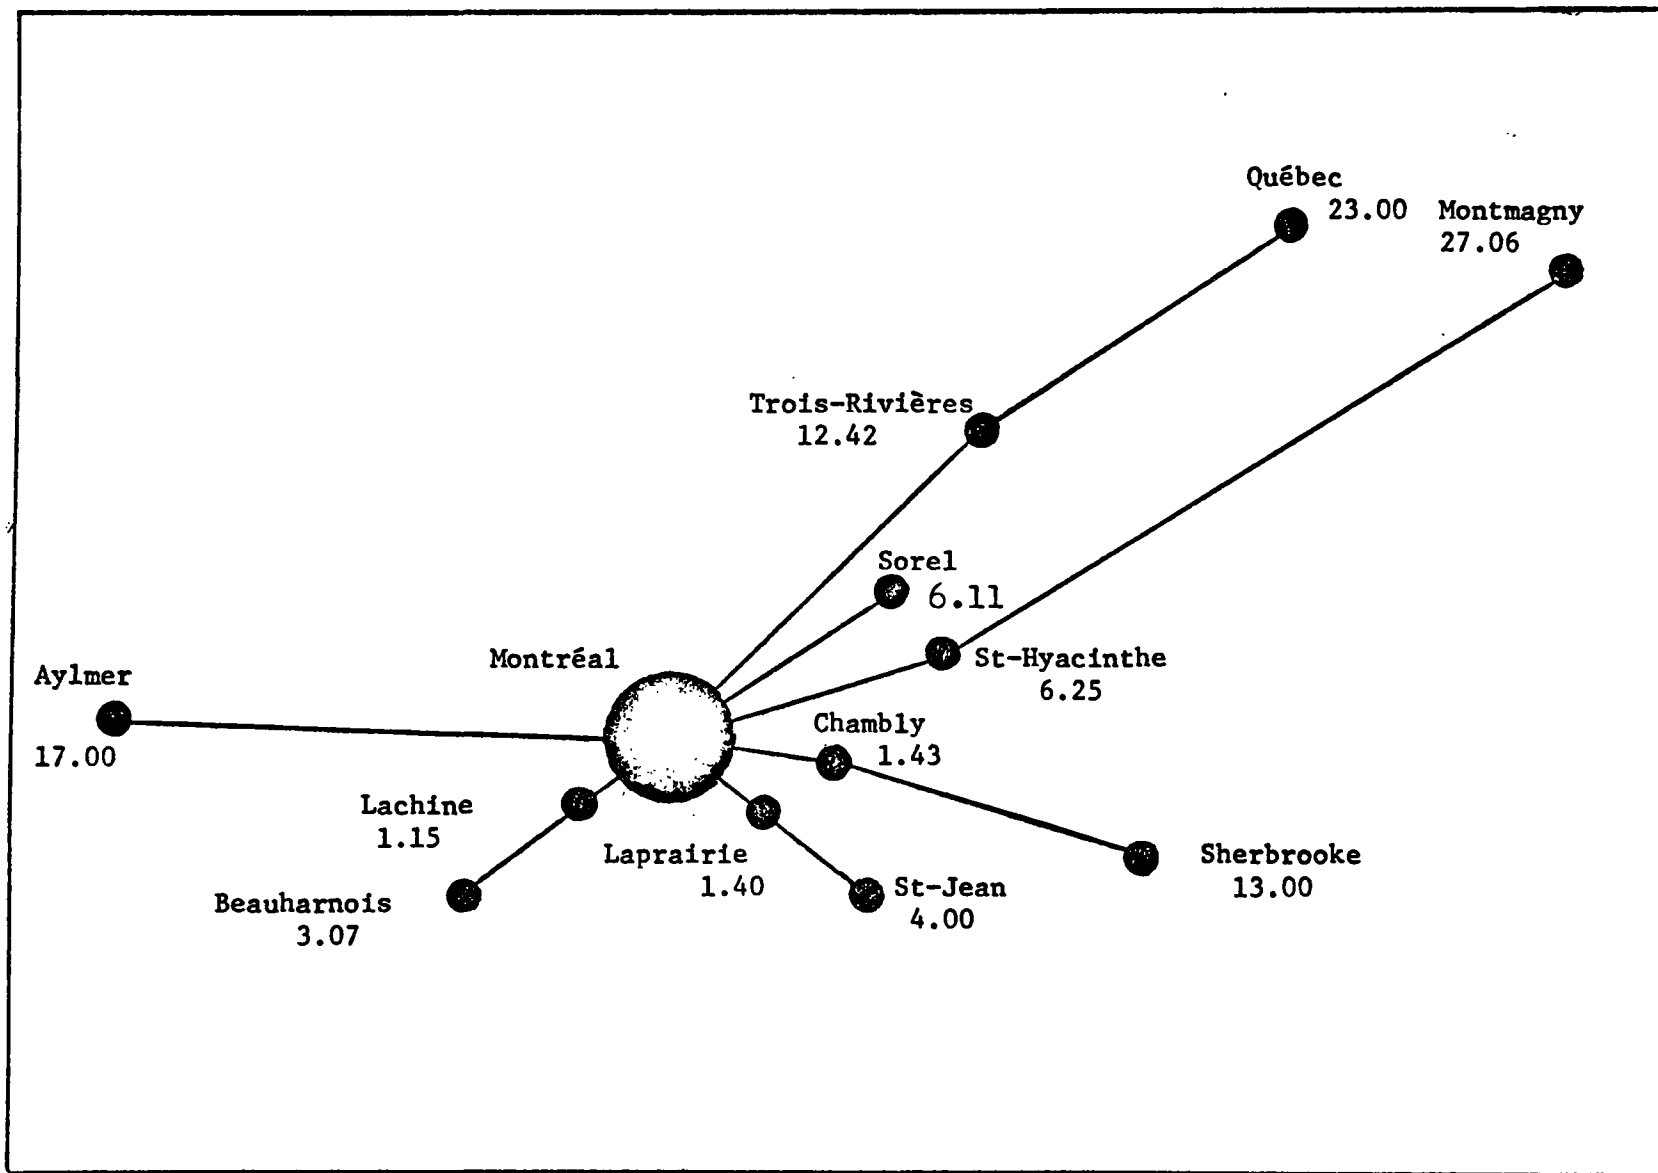 Québec
23.00
Montmagny
27.06
Trois-Rivières
12.42
Sorel
6.11
Montréal
St-Hyacinthe
6.25
Aylmer
17.00
Chambly
1.43
Lachine
1.15
Laprairie
1.40
Sherbrooke
13.00
St-Jean
4.00
Beauharnois
3.07